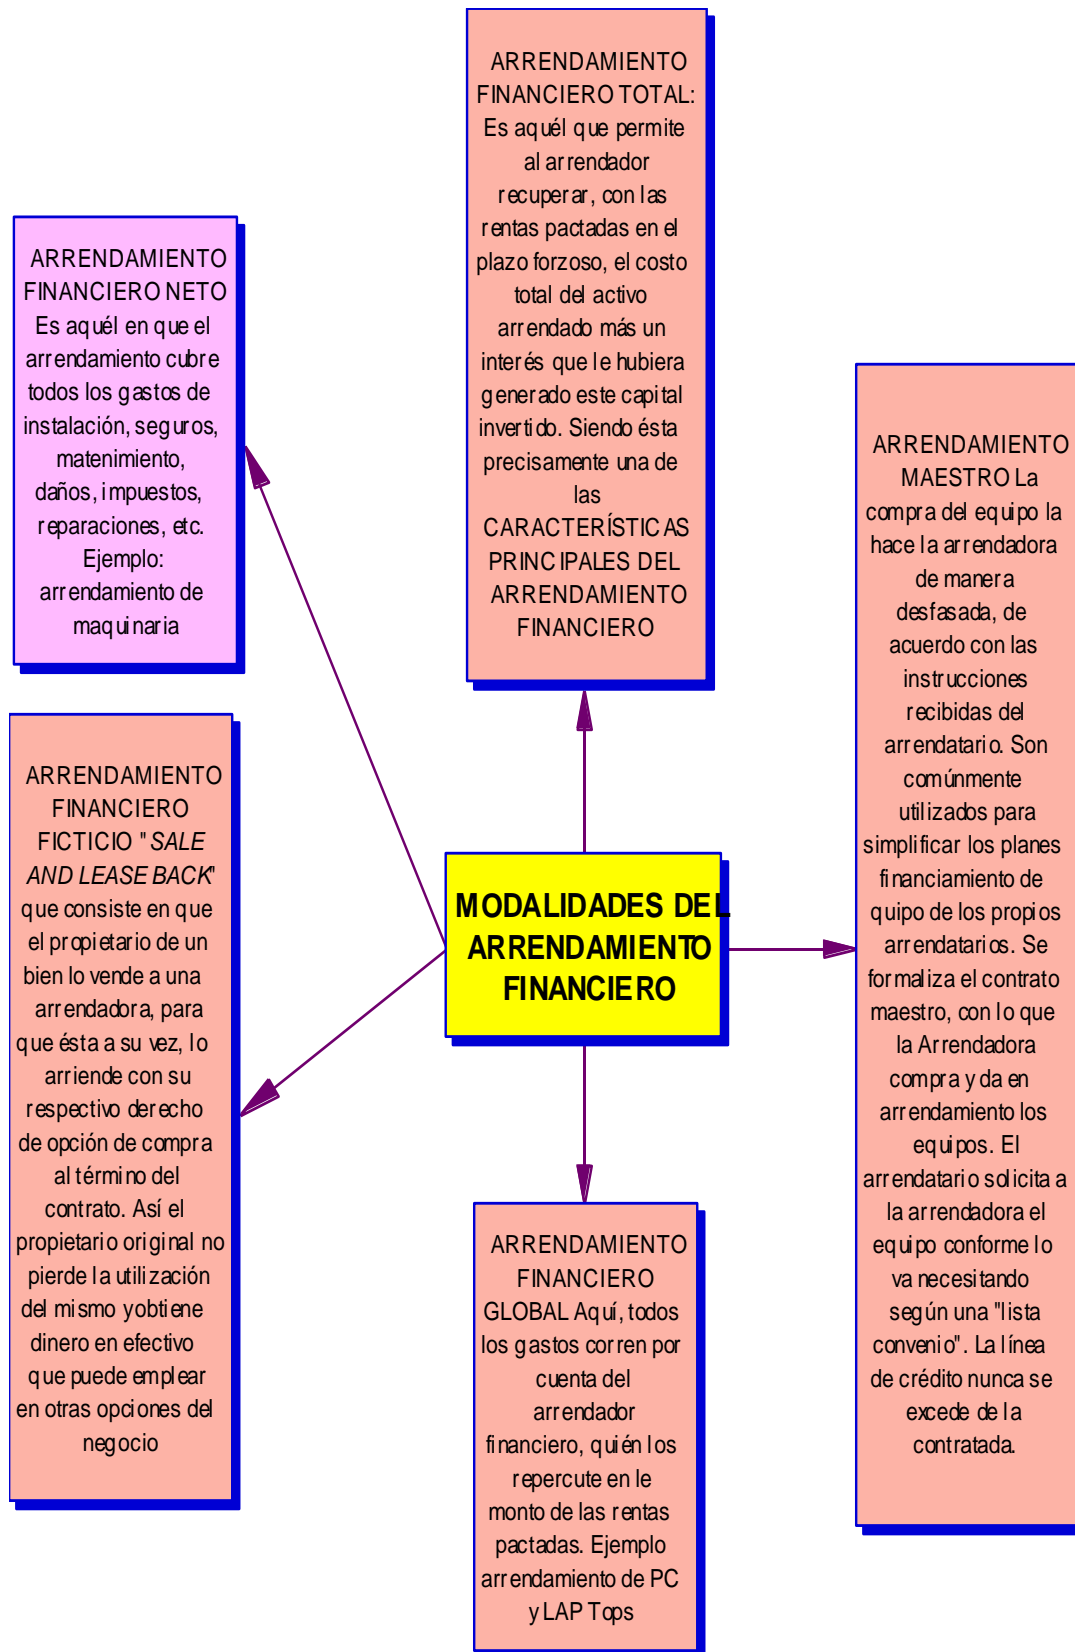 ARRENDAMIENTO
FINANCIERO TOTAL:
Es aquél que permite
al arrendador
recuperar, con las
rentas pactadas en el
plazo forzoso, el costo
total del activo
arrendado más un
interés que le hubiera
generado este capital
invertido. Siendo ésta
precisamente una de
las
CARACTERÍSTICAS
PRINCIPALES DEL
ARRENDAMIENTO
FINANCIERO
ARRENDAMIENTO
FINANCIERO NETO
Es aquél en que el
arrendamiento cubre
todos los gastos de
instalación, seguros,
matenimiento,
daños, impuestos,
reparaciones, etc.
Ejemplo:
arrendamiento de
maquinaria
ARRENDAMIENTO
MAESTRO La
compra del equipo la
hace la arrendadora
de manera
desfasada, de
acuerdo con las
instrucciones
recibidas del
arrendatario. Son
comúnmente
utilizados para
simplificar los planes
financiamiento de
quipo de los propios
arrendatarios. Se
formaliza el contrato
maestro, con lo que
la Arrendadora
compra y da en
arrendamiento los
equipos. El
arrendatario solicita a
la arrendadora el
equipo conforme lo
va necesitando
según una "lista
convenio". La línea
de crédito nunca se
excede de la
contratada.
ARRENDAMIENTO
FINANCIERO
FICTICIO "SALE
AND LEASE BACK"
que consiste en que
el propietario de un
bien lo vende a una
arrendadora, para
que ésta a su vez, lo
arriende con su
respectivo derecho
de opción de compra
al término del
contrato. Así el
propietario original no
pierde la utilización
del mismo y obtiene
dinero en efectivo
que puede emplear
en otras opciones del
negocio
MODALIDADES DEL
ARRENDAMIENTO
FINANCIERO
ARRENDAMIENTO
FINANCIERO
GLOBAL Aquí, todos
los gastos corren por
cuenta del
arrendador
financiero, quién los
repercute en le
monto de las rentas
pactadas. Ejemplo
arrendamiento de PC
y LAP Tops